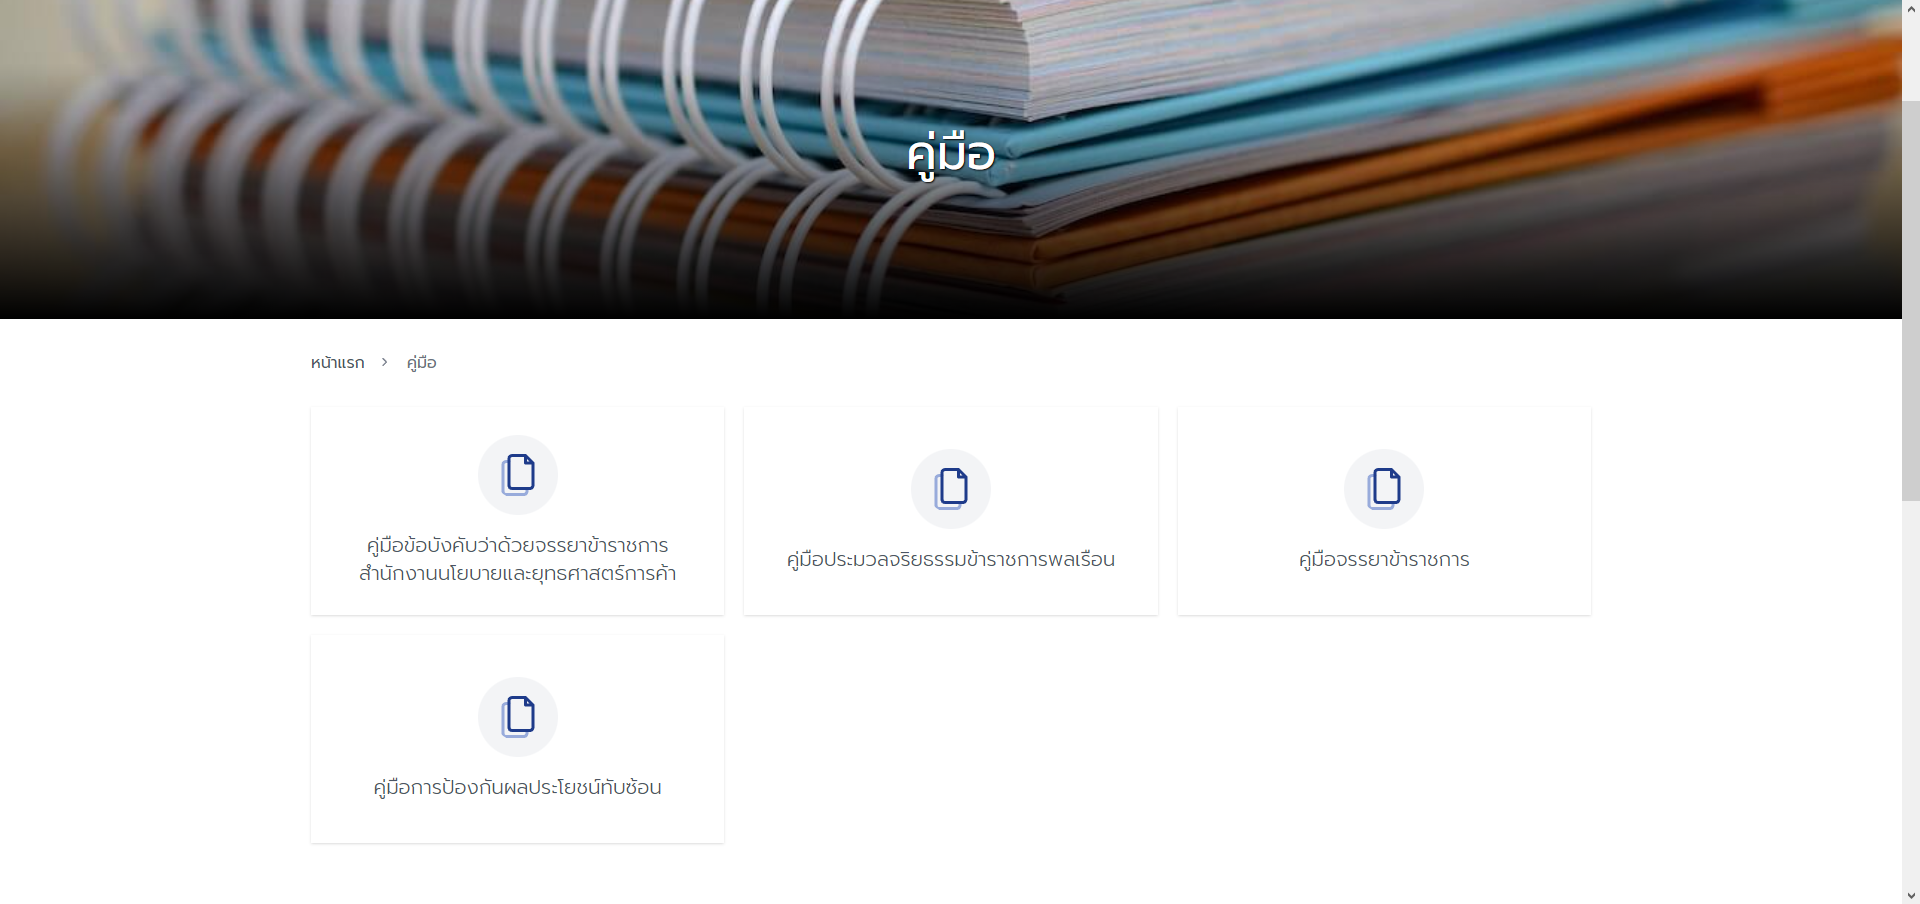 คู่มือ
หน้าแรก > คู่มือ
คู่มือข้อบังคับว่าด้วยจรรยาข้าราชการ
สำนักงานนโยบายและยุทธศาสตร์การค้า
คู่มือประมวลจริยธรรมข้าราชการพลเรือน
คู่มือจรรยาข้าราชการ
คู่มือการป้องกันผลประโยชน์ทับซ้อน